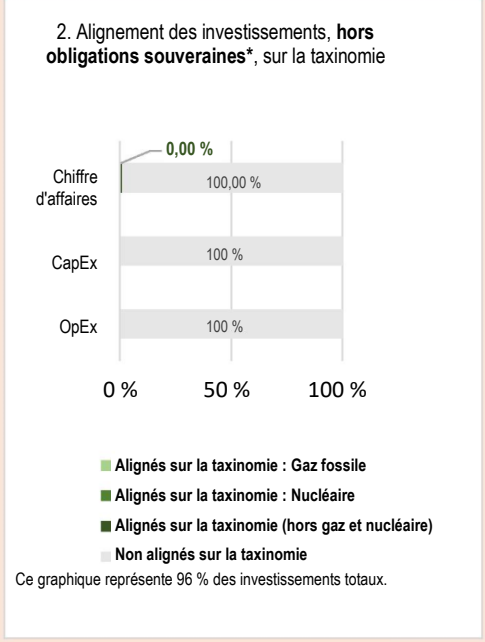 2. Alignement des investissements, hors
obligations souveraines*, sur la taxinomie
0,00 %
Chiffre
d'affaires
100,00 %
CapEx
100 %
OpEx
100 %
0 %
50 %
100 %
Alignés sur la taxinomie : Gaz fossile
Alignés sur la taxinomie : Nucléaire
Alignés sur la taxinomie (hors gaz et nucléaire)
Non alignés sur la taxinomie
Ce graphique représente 96 % des investissements totaux.